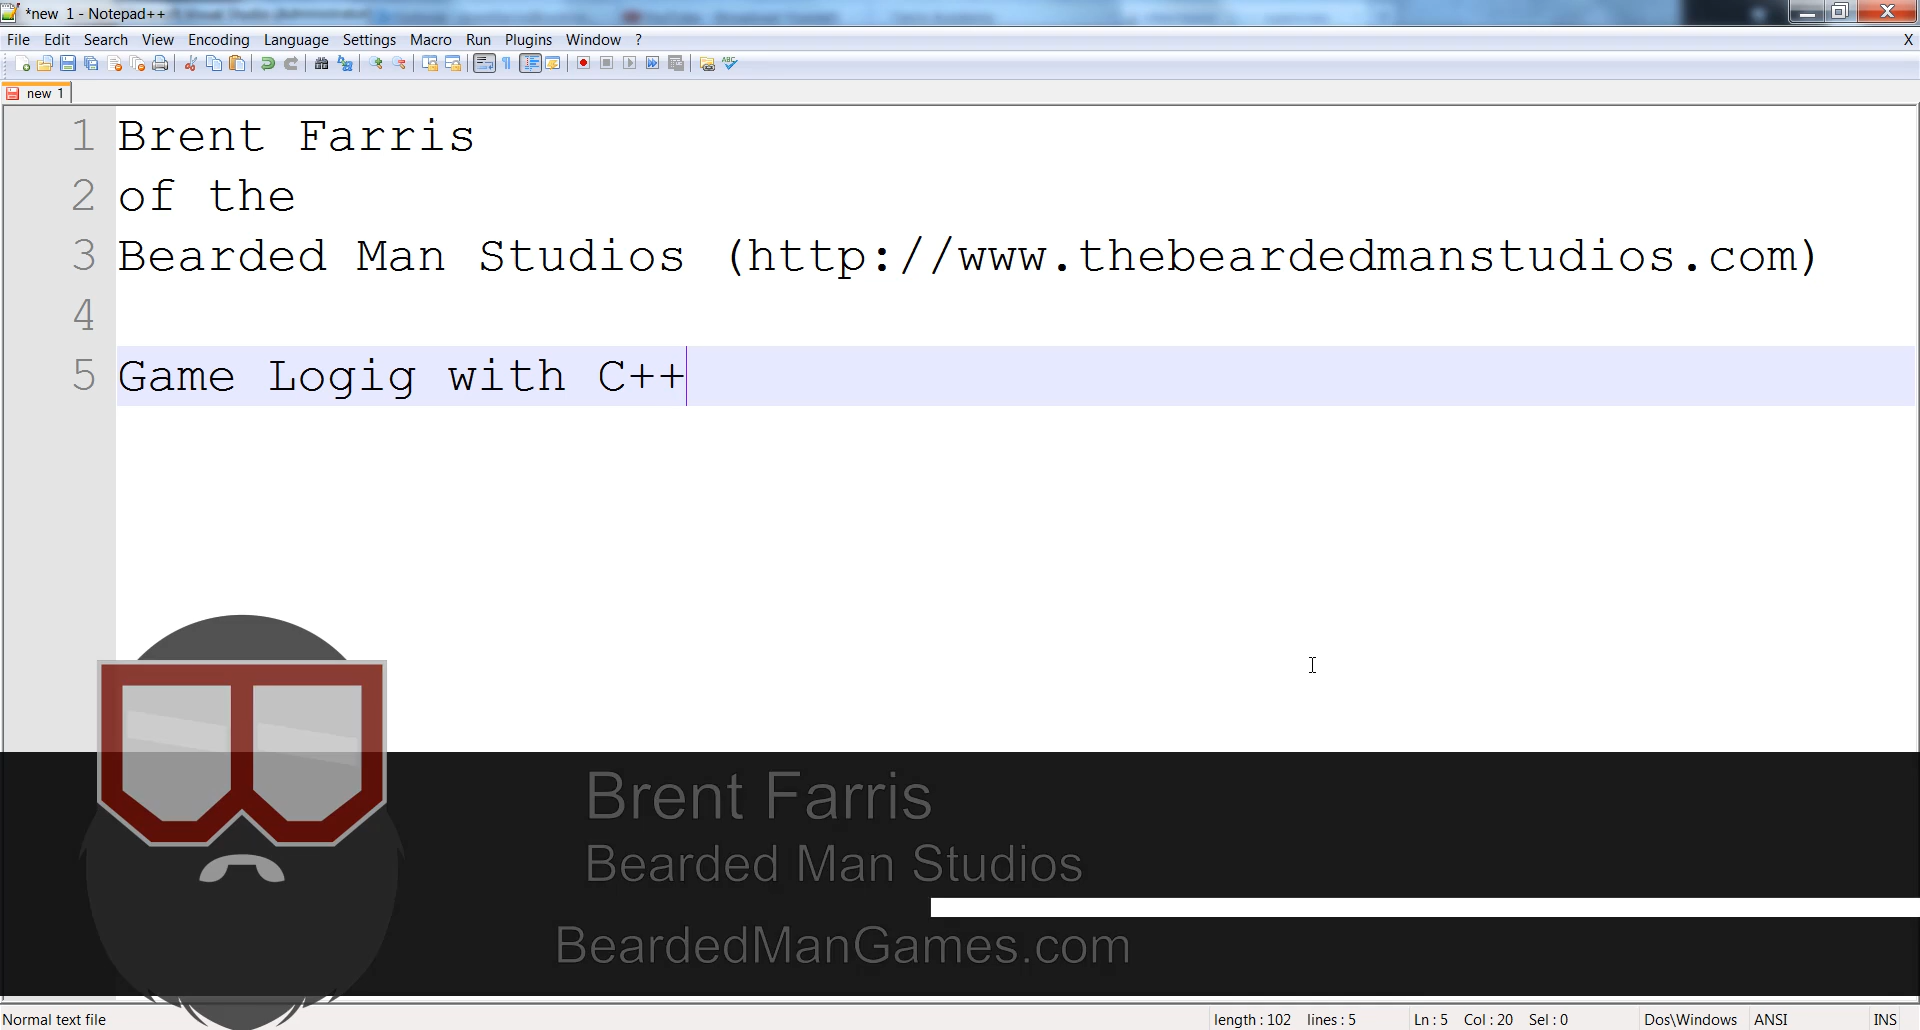 *new 1 - Notepad++
File Edit Search View Encoding Language Settings Macro Run Plugins Window ? X
new 1
1 Brent Farris
2 of the
3 Bearded Man Studios (http://www.thebeardedmanstudios.com)
4
5 Game Logig with C++
Brent Farris
Bearded Man Studios
BeardedManGames.com
Normal text file length : 102 lines : 5 Ln : 5 Col : 20 Sel : 0 Dos\Windows ANSI INS